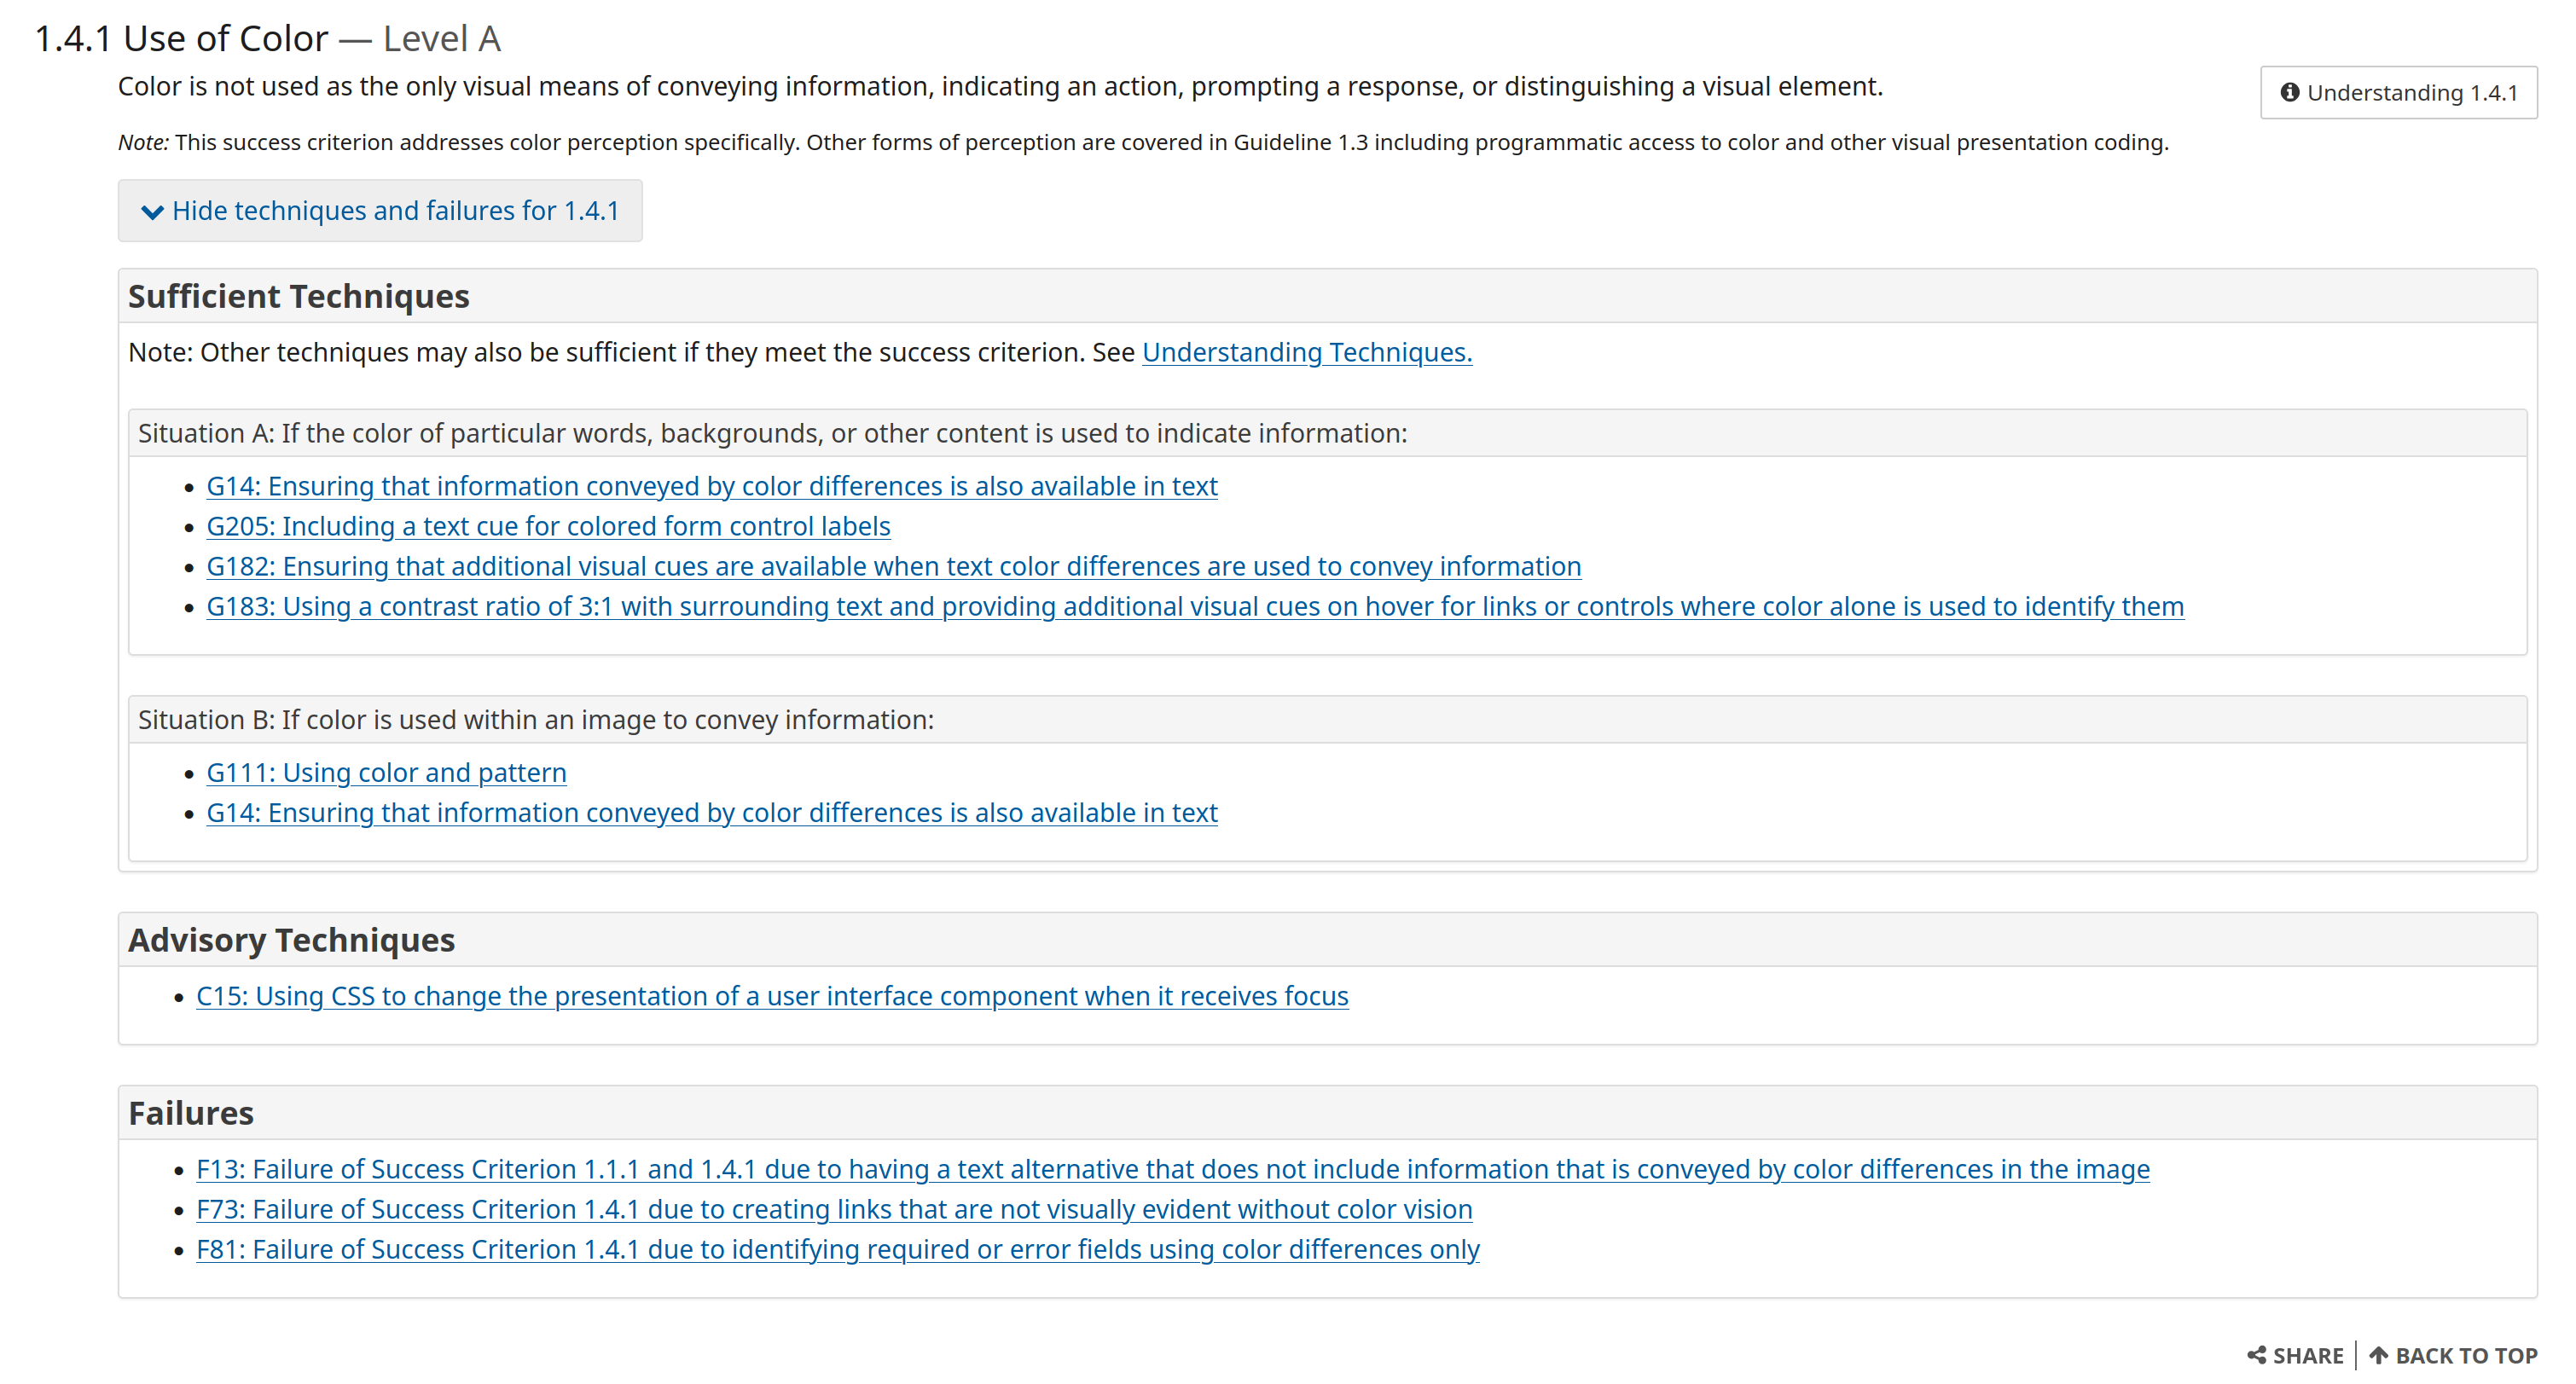 1.4.1 Use of Color — Level A
Color is not used as the only visual means of conveying information, indicating an action, prompting a response, or distinguishing a visual element.
Understanding 1.4.1
Note: This success criterion addresses color perception specifically. Other forms of perception are covered in Guideline 1.3 including programmatic access to color and other visual presentation coding.
Hide techniques and failures for 1.4.1
Sufficient Techniques
Note: Other techniques may also be sufficient if they meet the success criterion. See Understanding Techniques.
Situation A: If the color of particular words, backgrounds, or other content is used to indicate information:
G14: Ensuring that information conveyed by color differences is also available in text
G205: Including a text cue for colored form control labels
G182: Ensuring that additional visual cues are available when text color differences are used to convey information
G183: Using a contrast ratio of 3:1 with surrounding text and providing additional visual cues on hover for links or controls where color alone is used to identify them
Situation B: If color is used within an image to convey information:
G111: Using color and pattern
G14: Ensuring that information conveyed by color differences is also available in text
Advisory Techniques
C15: Using CSS to change the presentation of a user interface component when it receives focus
Failures
F13: Failure of Success Criterion 1.1.1 and 1.4.1 due to having a text alternative that does not include information that is conveyed by color differences in the image
F73: Failure of Success Criterion 1.4.1 due to creating links that are not visually evident without color vision
F81: Failure of Success Criterion 1.4.1 due to identifying required or error fields using color differences only
SHARE | BACK TO TOP